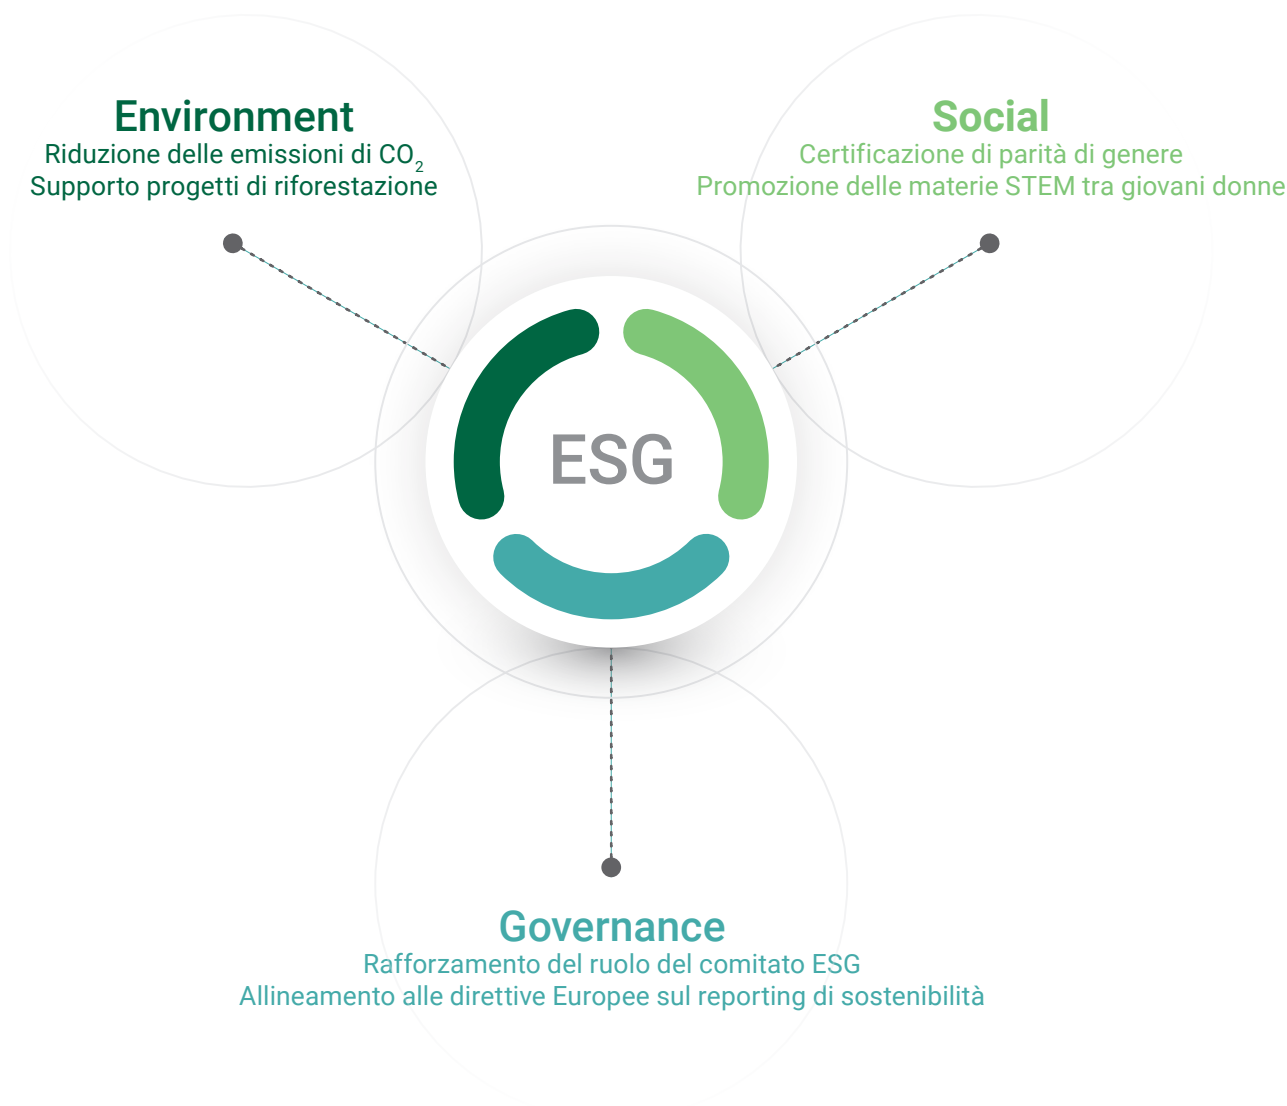 Environment
Riduzione delle emissioni di CO₂
Supporto progetti di riforestazione
Social
Certificazione di parità di genere
Promozione delle materie STEM tra giovani donne
ESG
Governance
Rafforzamento del ruolo del comitato ESG
Allineamento alle direttive Europee sul reporting di sostenibilità